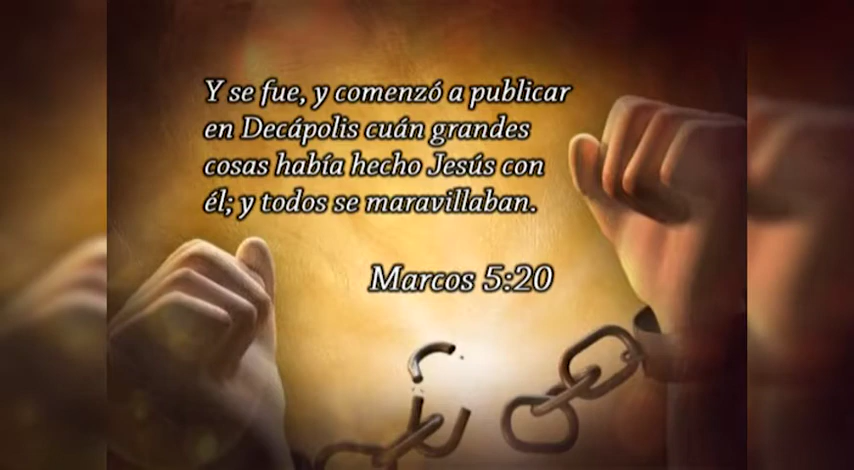 Y se fue, y comenzó a publicar
en Decápolis cuán grandes
cosas había hecho Jesús con
él; y todos se maravillaban.
Marcos 5:20